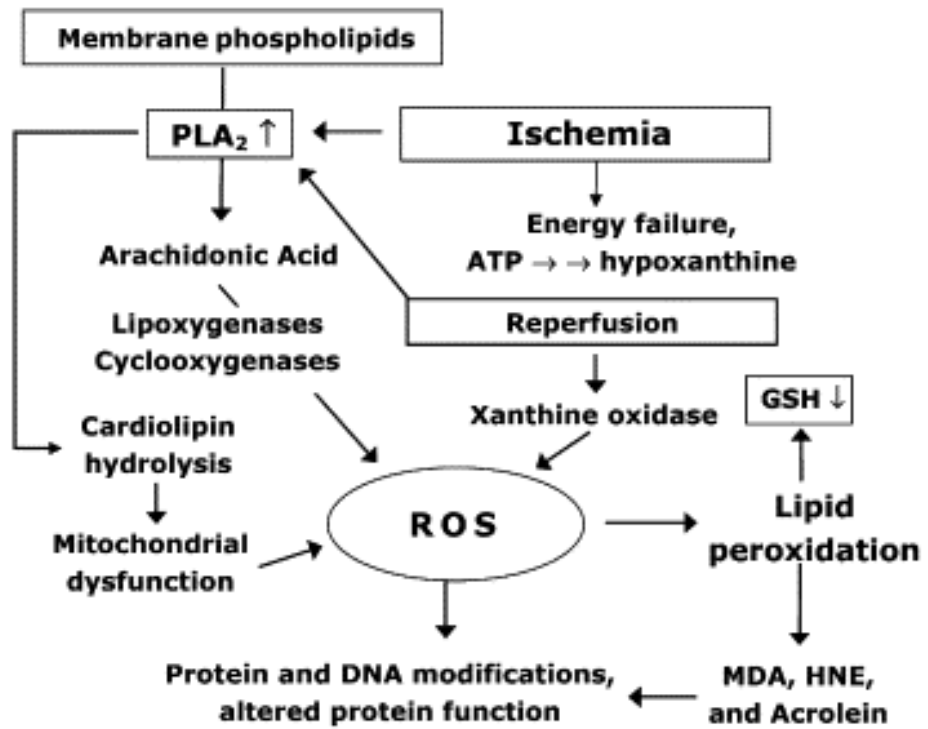 Membrane phospholipids
PLA₂ ↑
Ischemia
Energy failure,
ATP → → hypoxanthine
Arachidonic Acid
Lipoxygenases
Cyclooxygenases
Reperfusion
Xanthine oxidase
GSH ↓
Cardiolipin
hydrolysis
Mitochondrial
dysfunction
ROS
Lipid
peroxidation
Protein and DNA modifications,
altered protein function
MDA, HNE,
and Acrolein